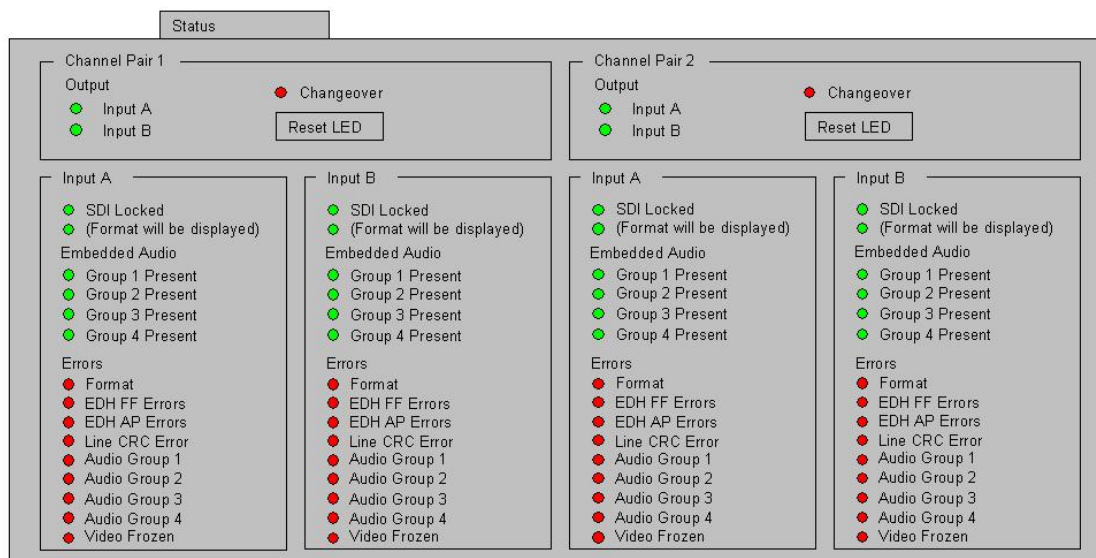 Status
Channel Pair 1
Output
Input A
Input B
Changeover
Reset LED
Channel Pair 2
Output
Input A
Input B
Changeover
Reset LED
Input A
SDI Locked
(Format will be displayed)
Embedded Audio
Group 1 Present
Group 2 Present
Group 3 Present
Group 4 Present
Errors
Format
EDH FF Errors
EDH AP Errors
Line CRC Error
Audio Group 1
Audio Group 2
Audio Group 3
Audio Group 4
Video Frozen
Input B
SDI Locked
(Format will be displayed)
Embedded Audio
Group 1 Present
Group 2 Present
Group 3 Present
Group 4 Present
Errors
Format
EDH FF Errors
EDH AP Errors
Line CRC Error
Audio Group 1
Audio Group 2
Audio Group 3
Audio Group 4
Video Frozen
Input A
SDI Locked
(Format will be displayed)
Embedded Audio
Group 1 Present
Group 2 Present
Group 3 Present
Group 4 Present
Errors
Format
EDH FF Errors
EDH AP Errors
Line CRC Error
Audio Group 1
Audio Group 2
Audio Group 3
Audio Group 4
Video Frozen
Input B
SDI Locked
(Format will be displayed)
Embedded Audio
Group 1 Present
Group 2 Present
Group 3 Present
Group 4 Present
Errors
Format
EDH FF Errors
EDH AP Errors
Line CRC Error
Audio Group 1
Audio Group 2
Audio Group 3
Audio Group 4
Video Frozen